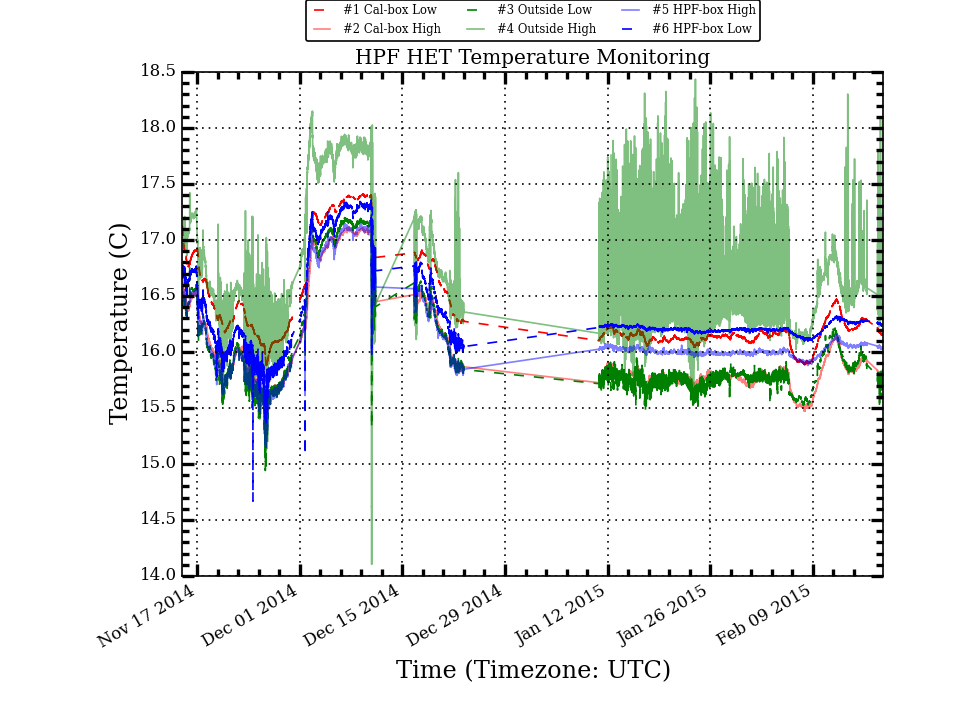 #1 Cal-box Low #3 Outside Low #5 HPF-box High
#2 Cal-box High #4 Outside High #6 HPF-box Low
HPF HET Temperature Monitoring
18.5
18.0
17.5
17.0
16.5
16.0
15.5
15.0
14.5
14.0
Temperature (C)
Nov 17 2014 Dec 01 2014 Dec 15 2014 Dec 29 2014 Jan 12 2015 Jan 26 2015 Feb 09 2015
Time (Timezone: UTC)